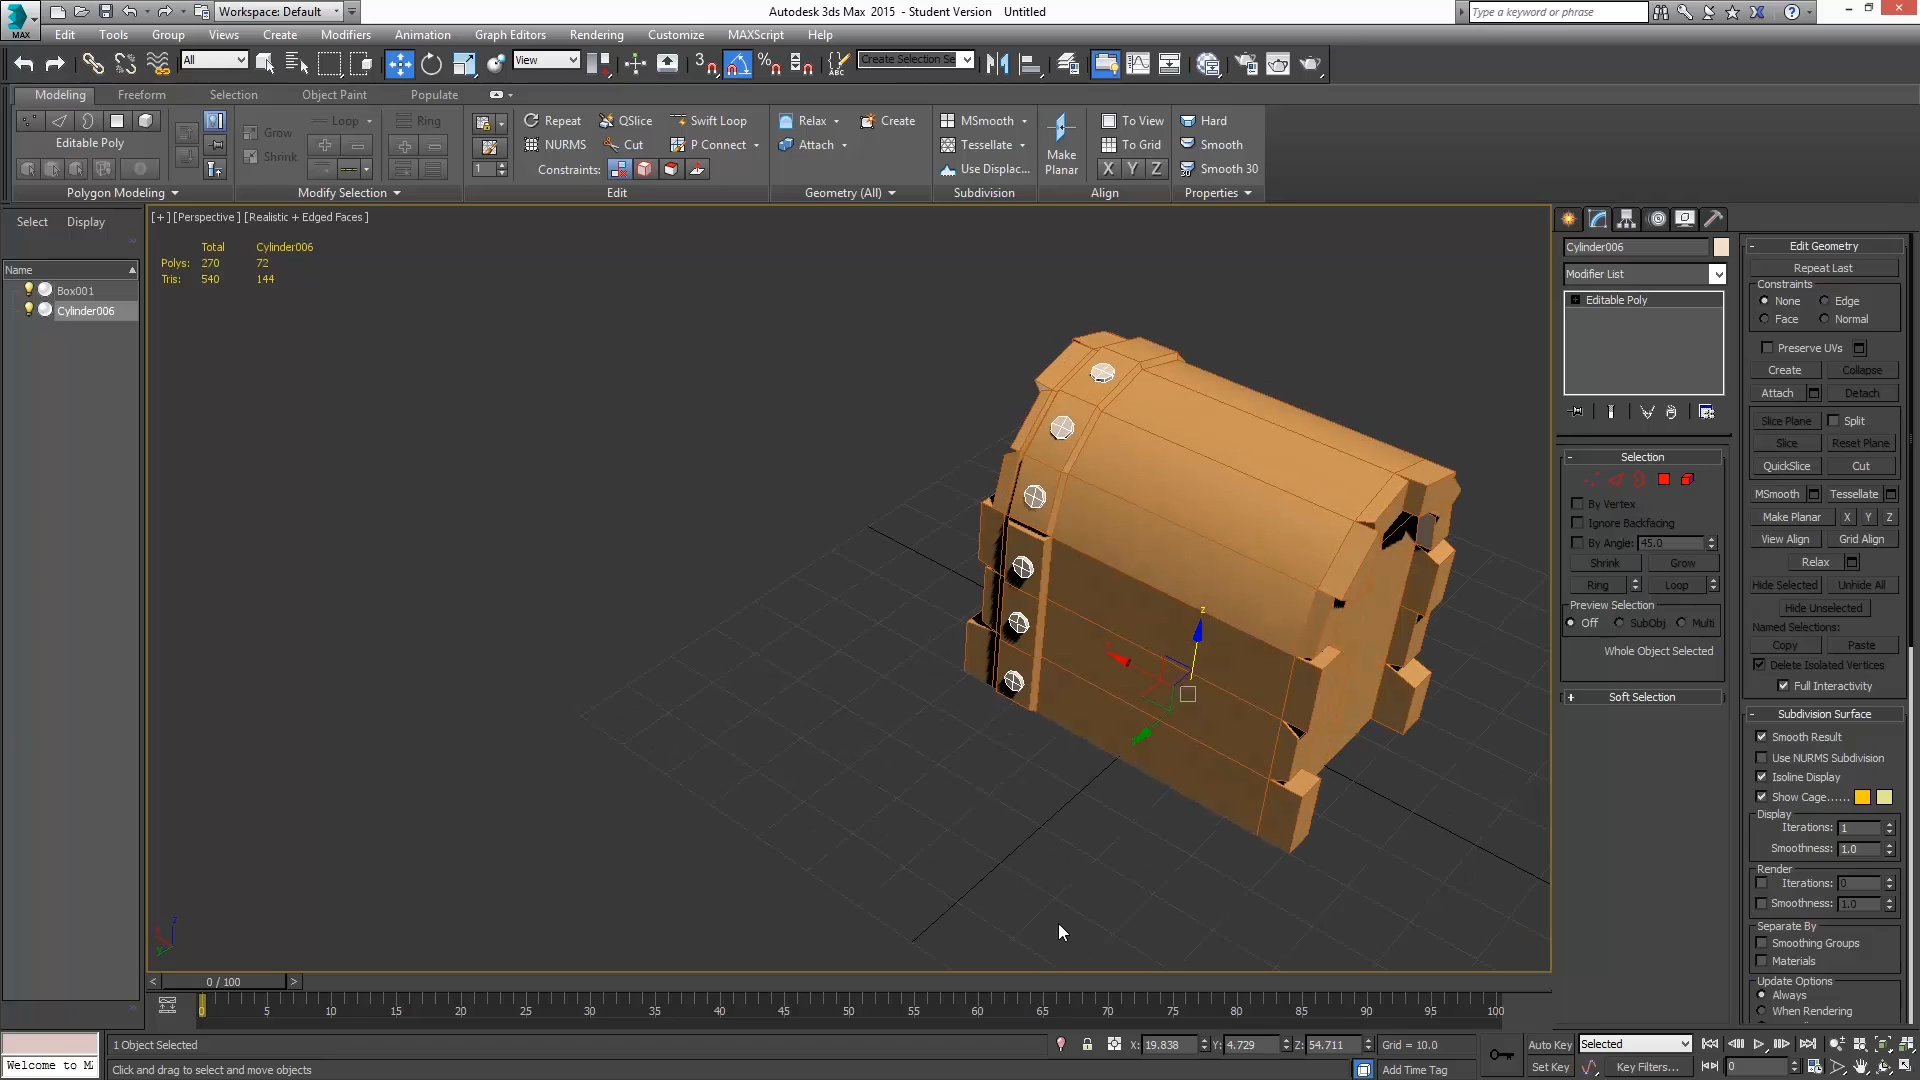 Workspace: Default
Autodesk 3ds Max 2015 - Student Version Untitled
Type a keyword or phrase
MAX
Edit Tools Group Views Create Modifiers Animation Graph Editors Rendering Customize MAXScript Help
All View 3 % ABC Create Selection Se
Modeling Freeform Selection Object Paint Populate
Editable Poly
Polygon Modeling
Grow
Shrink
Loop
Ring
Modify Selection
1
Repeat QSlice Swift Loop
NURMS Cut P Connect
Constraints:
Edit
Relax Create
Attach
Geometry (All)
MSmooth
Tessellate
Use Displac...
Subdivision
Make
Planar
To View
To Grid
X Y Z
Align
Hard
Smooth
Smooth 30
Properties
Select Display
Name
Box001
Cylinder006
[+] [Perspective ] [Realistic + Edged Faces ]
Total Cylinder006
Polys: 270 72
Tris: 540 144
z
Cylinder006
Modifier List
Editable Poly
Selection
By Vertex
Ignore Backfacing
By Angle: 45.0
Shrink Grow
Ring Loop
Preview Selection
Off SubObj Multi
Whole Object Selected
Soft Selection
Edit Geometry
Repeat Last
Constraints
None Edge
Face Normal
Preserve UVs
Create Collapse
Attach Detach
Slice Plane Split
Slice Reset Plane
QuickSlice Cut
MSmooth Tessellate
Make Planar X Y Z
View Align Grid Align
Relax
Hide Selected Unhide All
Hide Unselected
Named Selections:
Copy Paste
Delete Isolated Vertices
Full Interactivity
Subdivision Surface
Smooth Result
Use NURMS Subdivision
Isoline Display
Show Cage......
Display
Iterations: 1
Smoothness: 1.0
Render
Iterations: 0
Smoothness: 1.0
Separate By
Smoothing Groups
Materials
Update Options
Always
When Rendering
< 0 / 100 >
0 5 10 15 20 25 30 35 40 45 50 55 60 65 70 75 80 85 90 95 100
Welcome to M
1 Object Selected
Click and drag to select and move objects
X: 19.838 Y: 4.729 Z: 54.711 Grid = 10.0
Add Time Tag
Auto Key Selected
Set Key Key Filters... 0